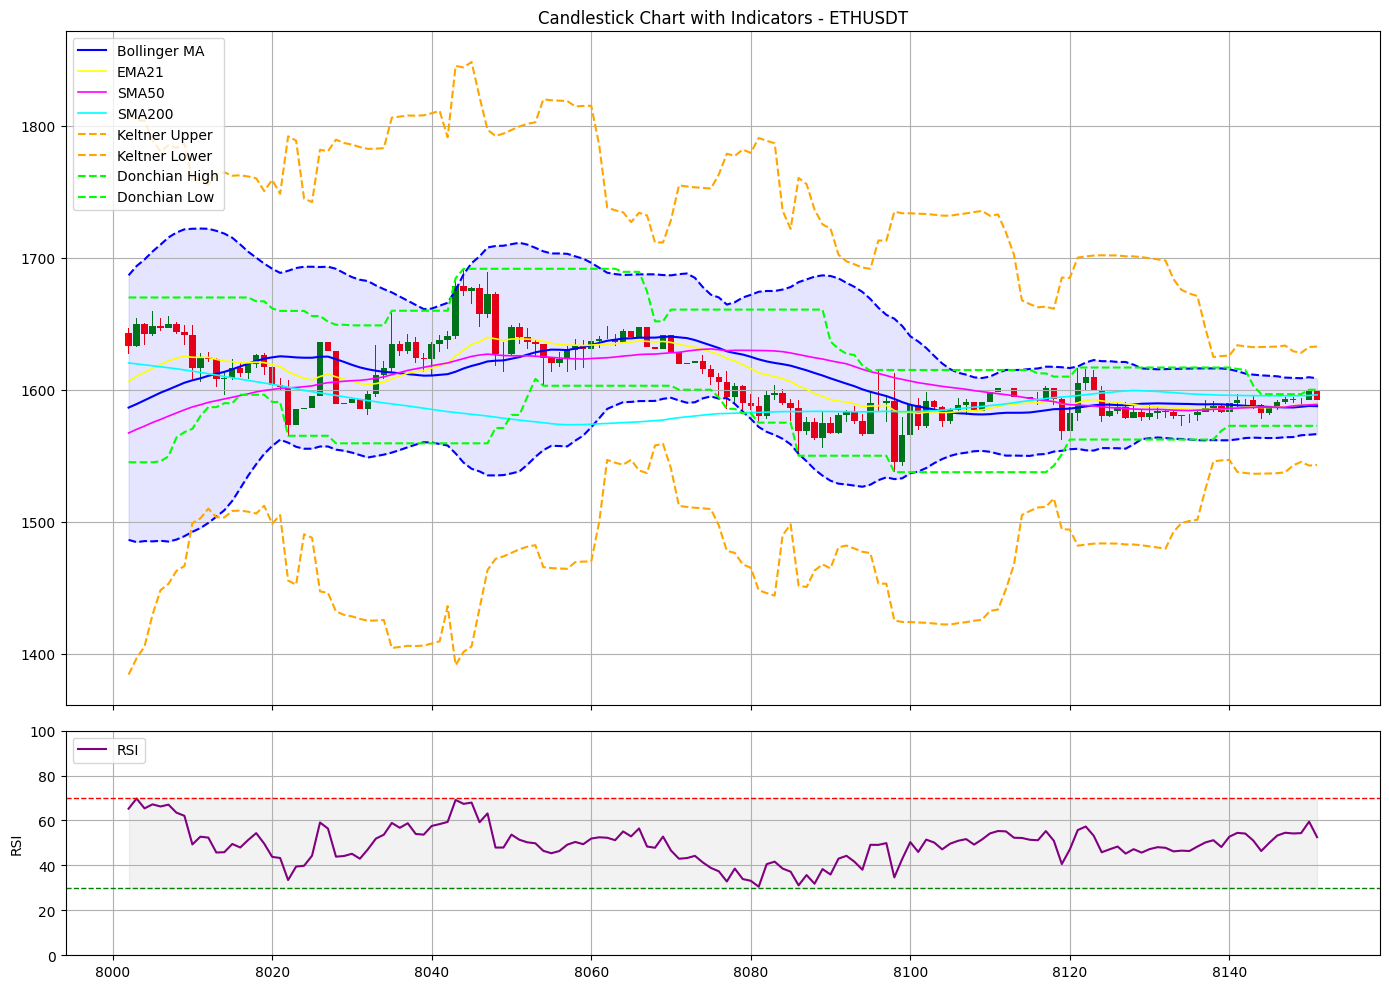 Candlestick Chart with Indicators - ETHUSDT
Bollinger MA
EMA21
SMA50
SMA200
Keltner Upper
Keltner Lower
Donchian High
Donchian Low
1800
1700
1600
1500
1400
RSI
100
80
60
40
20
0
RSI
8000 8020 8040 8060 8080 8100 8120 8140